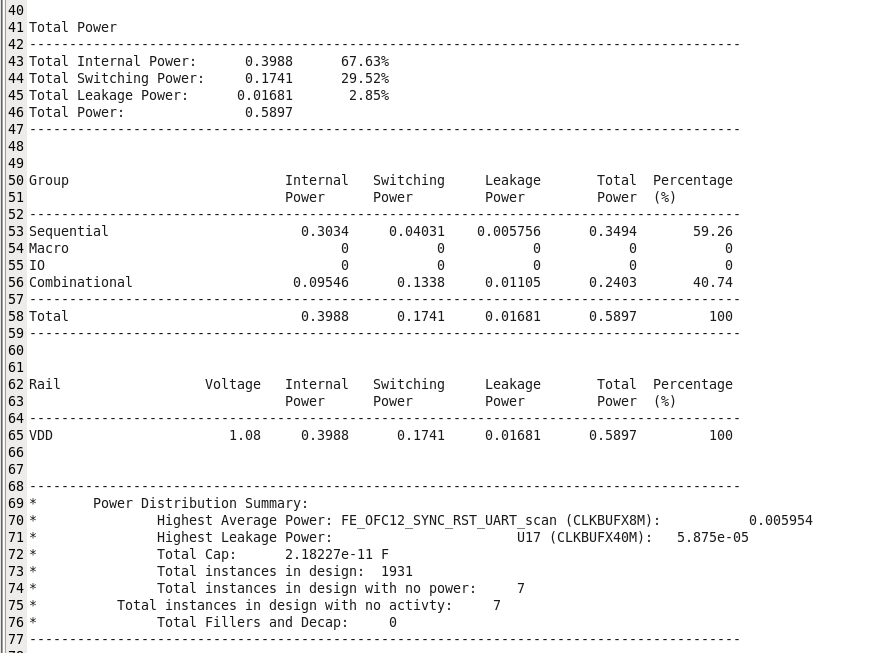 40
41 Total Power
42 -----------------------------------------------------------------------------------------
43 Total Internal Power:      0.3988      67.63%
44 Total Switching Power:     0.1741      29.52%
45 Total Leakage Power:      0.01681       2.85%
46 Total Power:               0.5897
47 -----------------------------------------------------------------------------------------
48
49
50 Group                           Internal   Switching     Leakage       Total  Percentage
51                                 Power      Power         Power         Power  (%)
52 -----------------------------------------------------------------------------------------
53 Sequential                        0.3034     0.04031    0.005756      0.3494       59.26
54 Macro                                  0           0           0           0           0
55 IO                                     0           0           0           0           0
56 Combinational                    0.09546      0.1338     0.01105      0.2403       40.74
57 -----------------------------------------------------------------------------------------
58 Total                             0.3988      0.1741     0.01681      0.5897         100
59 -----------------------------------------------------------------------------------------
60
61
62 Rail                  Voltage   Internal   Switching     Leakage       Total  Percentage
63                                 Power      Power         Power         Power  (%)
64 -----------------------------------------------------------------------------------------
65 VDD                      1.08     0.3988      0.1741     0.01681      0.5897         100
66
67
68 -----------------------------------------------------------------------------------------
69 *       Power Distribution Summary:
70 *               Highest Average Power: FE_OFC12_SYNC_RST_UART_scan (CLKBUFX8M):           0.005954
71 *               Highest Leakage Power:                       U17 (CLKBUFX40M):   5.875e-05
72 *               Total Cap:      2.18227e-11 F
73 *               Total instances in design:  1931
74 *               Total instances in design with no power:     7
75 *          Total instances in design with no activty:     7
76 *               Total Fillers and Decap:     0
77 -----------------------------------------------------------------------------------------